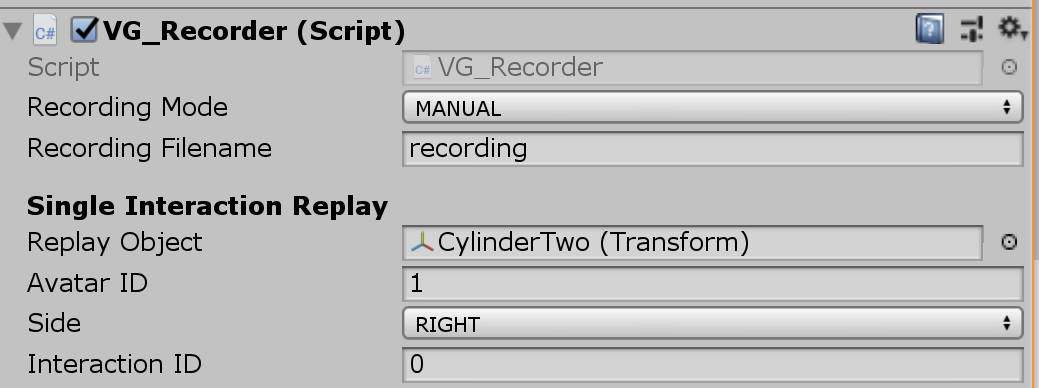 C# VG_Recorder (Script)
Script C# VG_Recorder
Recording Mode MANUAL
Recording Filename recording
Single Interaction Replay
Replay Object CylinderTwo (Transform)
Avatar ID 1
Side RIGHT
Interaction ID 0